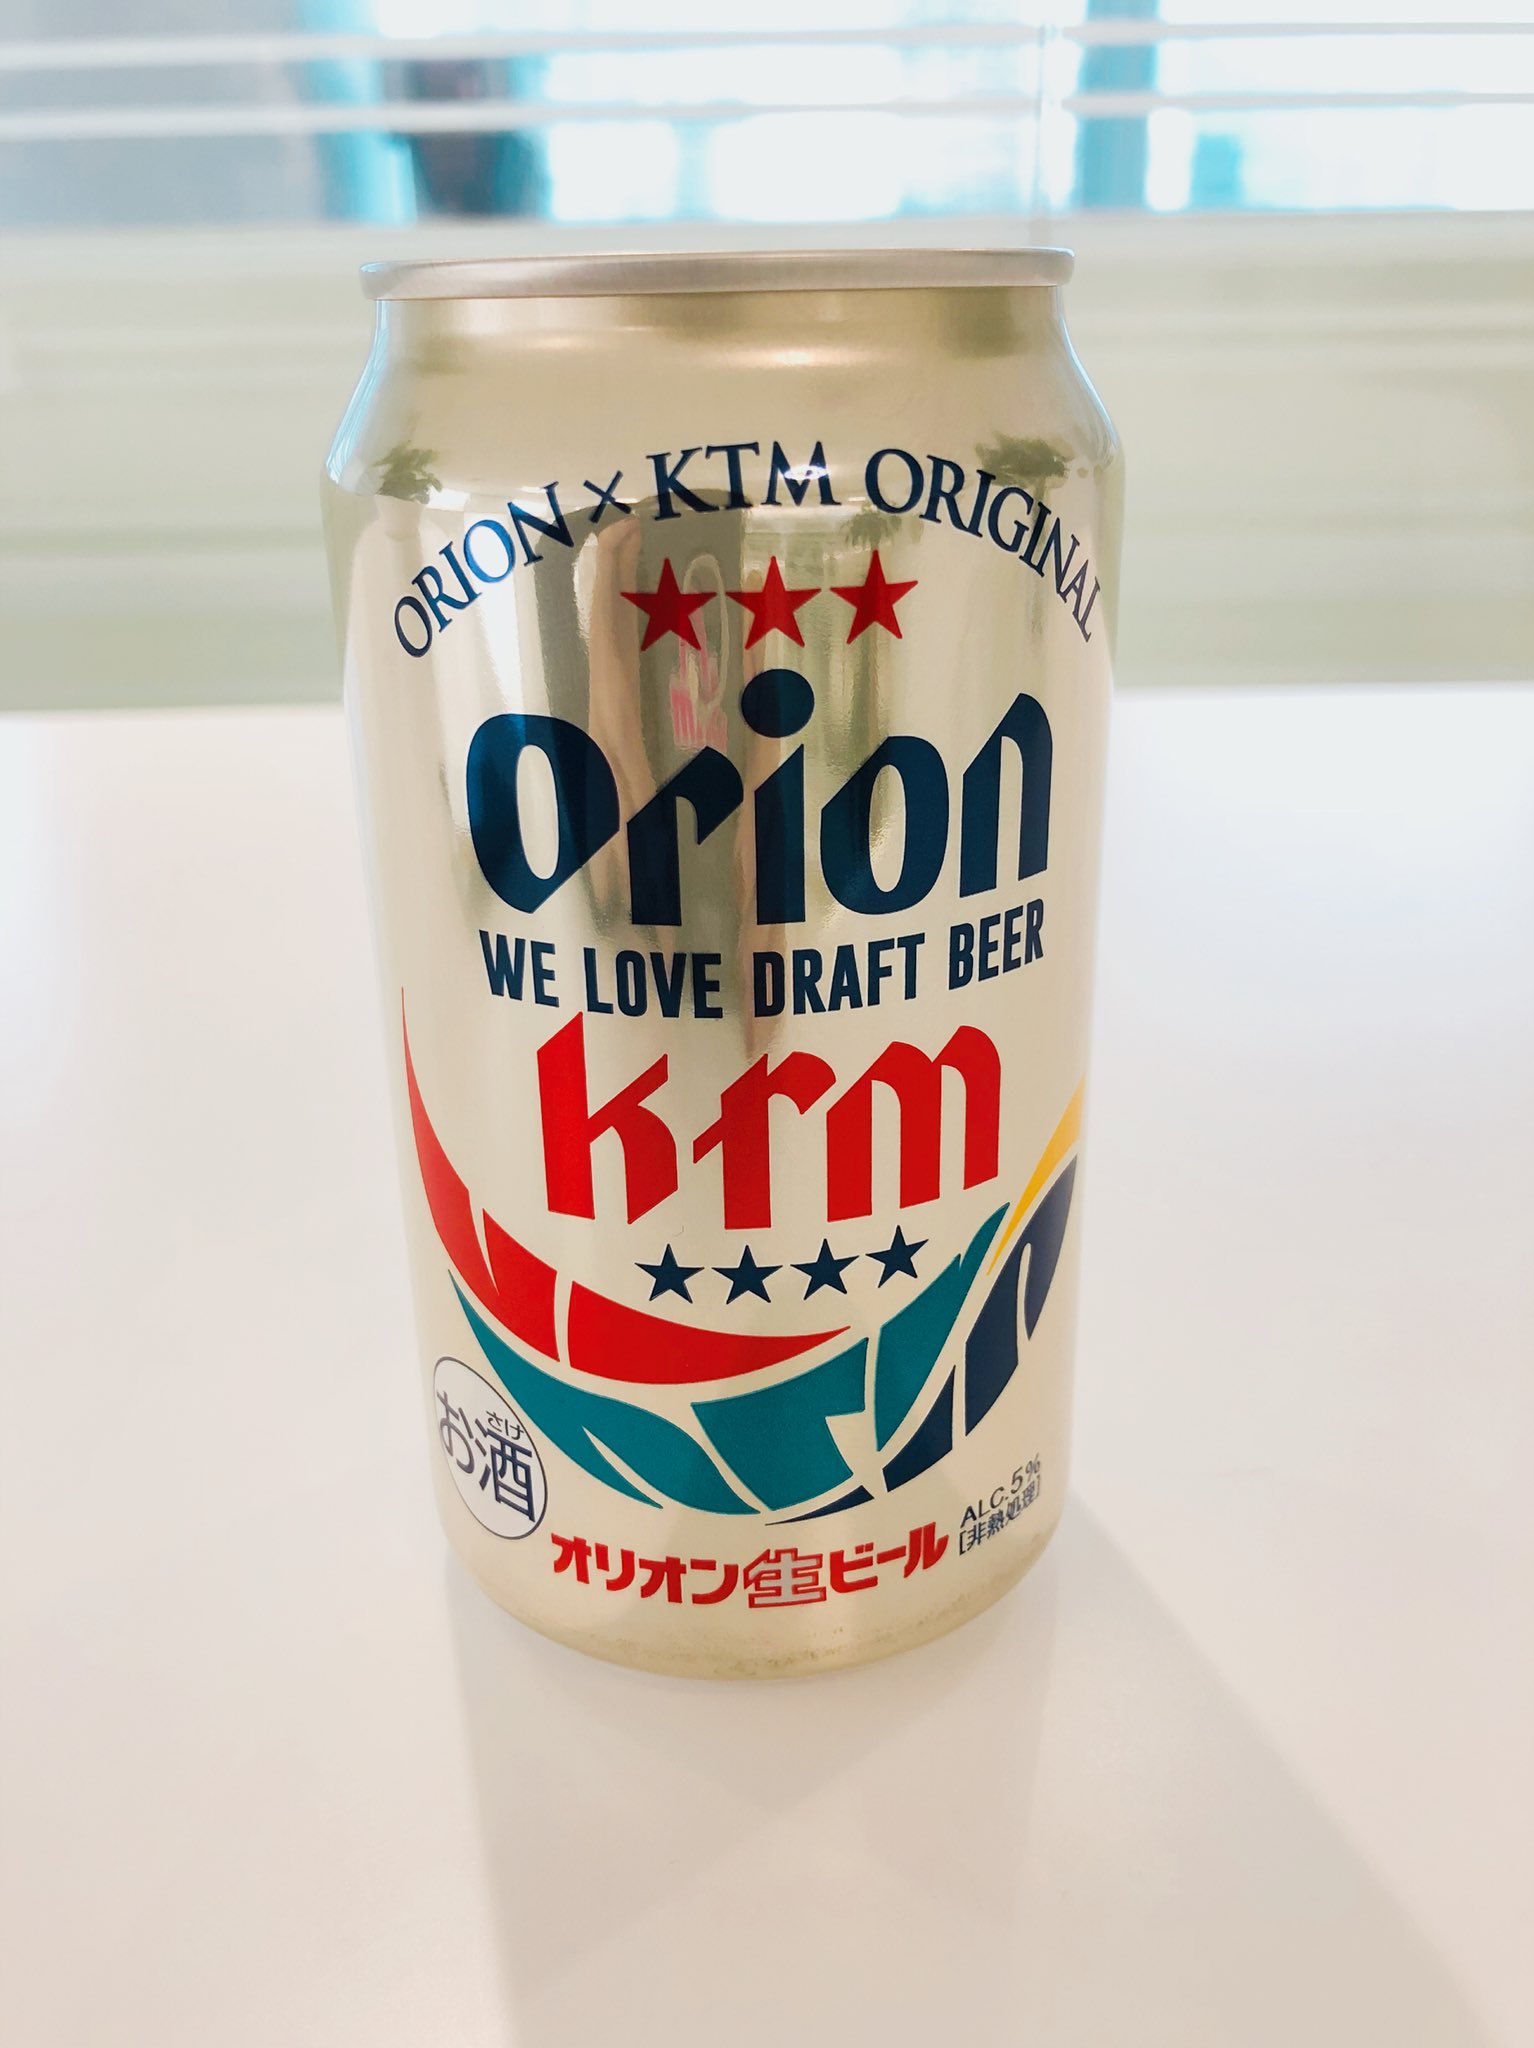 ORION × KTM ORIGINAL
Orion
WE LOVE DRAFT BEER
ktm
さけ
お酒
ALC.5%
[非熱処理]
オリオン生ビール